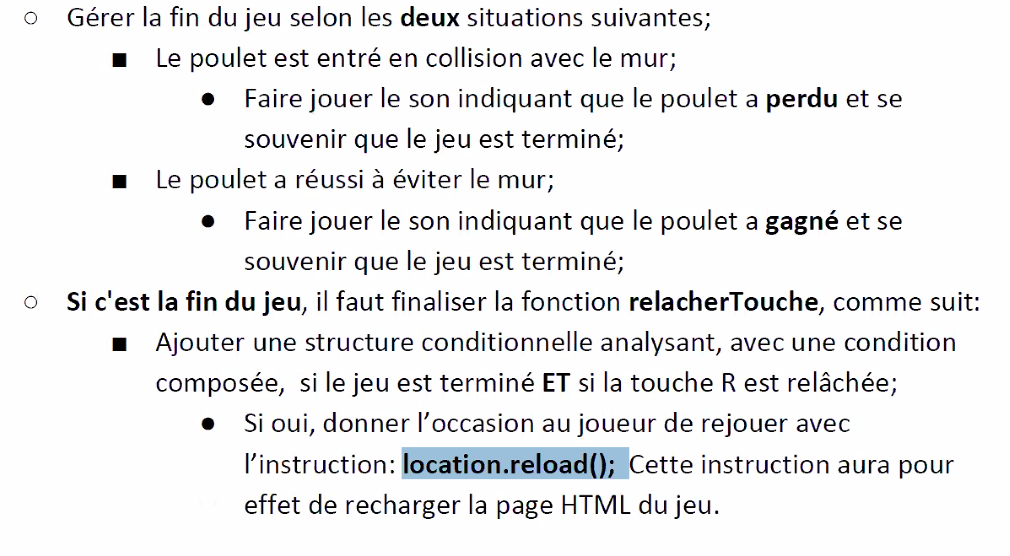 ○ Gérer la fin du jeu selon les deux situations suivantes;
■ Le poulet est entré en collision avec le mur;
● Faire jouer le son indiquant que le poulet a perdu et se
souvenir que le jeu est terminé;
■ Le poulet a réussi à éviter le mur;
● Faire jouer le son indiquant que le poulet a gagné et se
souvenir que le jeu est terminé;
○ Si c'est la fin du jeu, il faut finaliser la fonction relacherTouche, comme suit:
■ Ajouter une structure conditionnelle analysant, avec une condition
composée, si le jeu est terminé ET si la touche R est relâchée;
● Si oui, donner l’occasion au joueur de rejouer avec
l’instruction: location.reload(); Cette instruction aura pour
effet de recharger la page HTML du jeu.